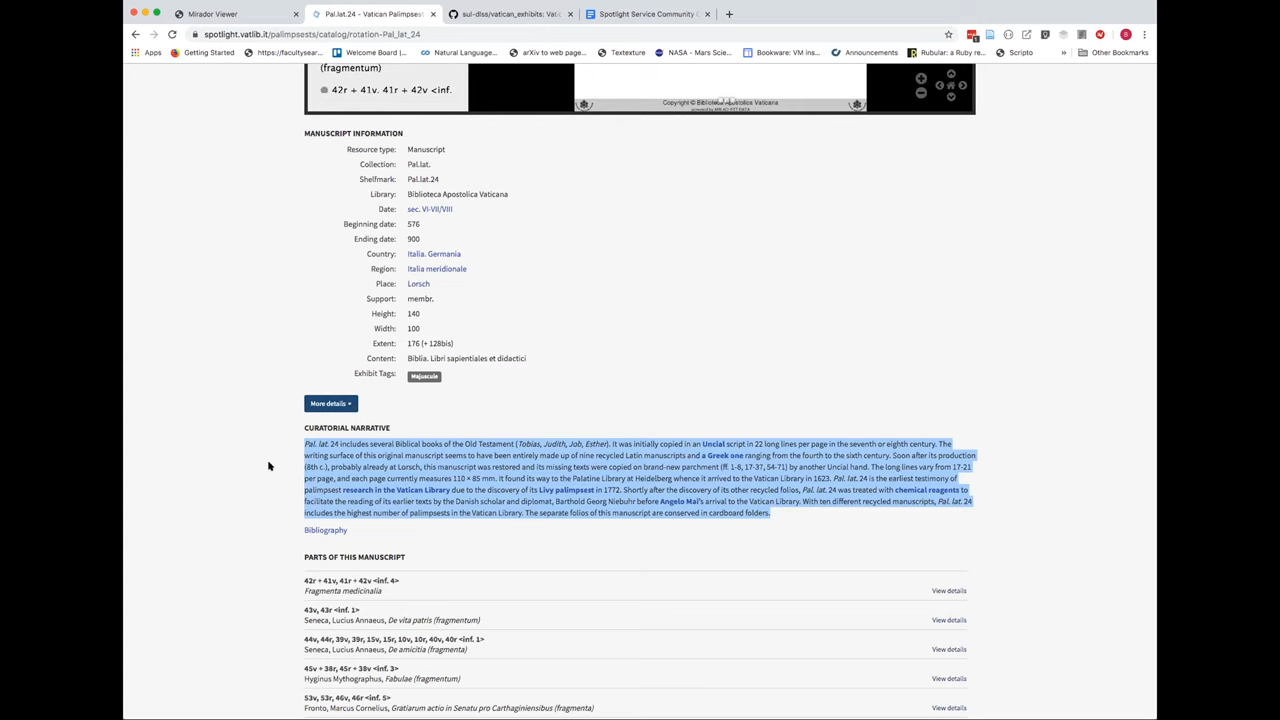 Mirador Viewer
Pal.lat.24 - Vatican Palimpsests
sul-dlss/vatican_exhibits: Vatic
Spotlight Service Community C
spotlight.vatlib.it/palimpsests/catalog/rotation-Pal_lat_24
Apps
Getting Started
https://facultysear...
Welcome Board |...
Natural Language...
arXiv to web page...
Textexture
NASA - Mars Scie...
Bookware: VM ins...
Announcements
Rubular: a Ruby re...
Scripto
Other Bookmarks
(fragmentum)
42r + 41v. 41r + 42v <inf.
Copyright © Biblioteca Apostolica Vaticana
MANUSCRIPT INFORMATION
Resource type: Manuscript
Collection: Pal.lat.
Shelfmark: Pal.lat.24
Library: Biblioteca Apostolica Vaticana
Date: sec. VI-VII/VIII
Beginning date: 576
Ending date: 900
Country: Italia. Germania
Region: Italia meridionale
Place: Lorsch
Support: membr.
Height: 140
Width: 100
Extent: 176 (+ 128bis)
Content: Biblia. Libri sapientiales et didactici
Exhibit Tags: Majuscule
More details
CURATORIAL NARRATIVE
Pal. lat. 24 includes several Biblical books of the Old Testament (Tobias, Judith, Job, Esther). It was initially copied in an Uncial script in 22 long lines per page in the seventh or eighth century. The
writing surface of this original manuscript seems to have been entirely made up of nine recycled Latin manuscripts and a Greek one ranging from the fourth to the sixth century. Soon after its production
(8th c.), probably already at Lorsch, this manuscript was restored and its missing texts were copied on brand-new parchment (ff. 1-8, 17-37, 54-71) by another Uncial hand. The long lines vary from 17-21
per page, and each page currently measures 110 × 85 mm. It found its way to the Palatine Library at Heidelberg whence it arrived to the Vatican Library in 1623. Pal. lat. 24 is the earliest testimony of
palimpsest research in the Vatican Library due to the discovery of its Livy palimpsest in 1772. Shortly after the discovery of its other recycled folios, Pal. lat. 24 was treated with chemical reagents to
facilitate the reading of its earlier texts by the Danish scholar and diplomat, Barthold Georg Niebuhr before Angelo Mai's arrival to the Vatican Library. With ten different recycled manuscripts, Pal. lat. 24
includes the highest number of palimpsests in the Vatican Library. The separate folios of this manuscript are conserved in cardboard folders.
Bibliography
PARTS OF THIS MANUSCRIPT
42r + 41v, 41r + 42v <inf. 4>
Fragmenta medicinalia View details
43v, 43r <inf. 1>
Seneca, Lucius Annaeus, De vita patris (fragmentum) View details
44v, 44r, 39v, 39r, 15v, 15r, 10v, 10r, 40v, 40r <inf. 1>
Seneca, Lucius Annaeus, De amicitia (fragmenta) View details
45v + 38r, 45r + 38v <inf. 3>
Hyginus Mythographus, Fabulae (fragmentum) View details
53v, 53r, 46v, 46r <inf. 5>
Fronto, Marcus Cornelius, Gratiarum actio in Senatu pro Carthaginiensibus (fragmenta) View details